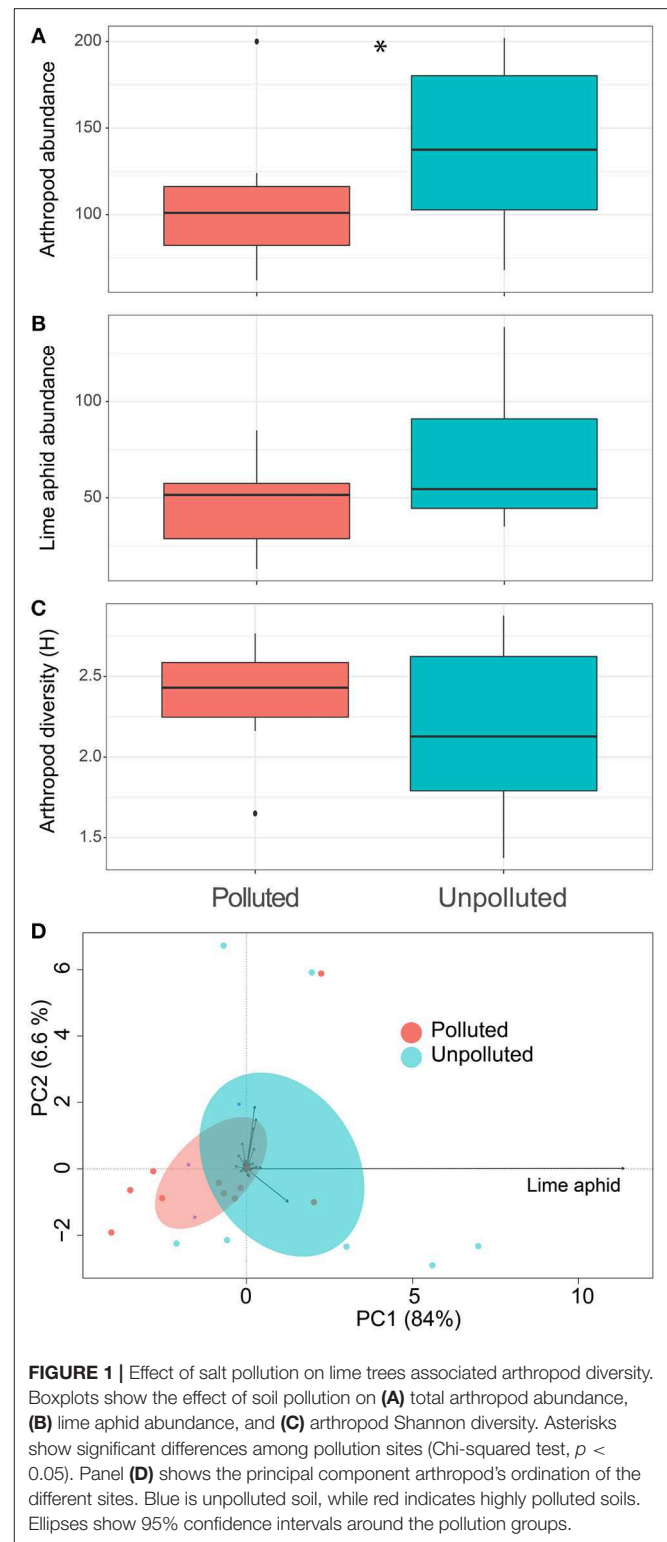 A
200
*
150
100
Arthropod abundance
B
100
50
Lime aphid abundance
C
2.5
2.0
1.5
Arthropod diversity (H)
Polluted
Unpolluted
D
6
4
2
0
-2
PC2 (6.6 %)
Polluted
Unpolluted
Lime aphid
0
5
10
PC1 (84%)
FIGURE 1 | Effect of salt pollution on lime trees associated arthropod diversity.
Boxplots show the effect of soil pollution on (A) total arthropod abundance,
(B) lime aphid abundance, and (C) arthropod Shannon diversity. Asterisks
show significant differences among pollution sites (Chi-squared test, p <
0.05). Panel (D) shows the principal component arthropod's ordination of the
different sites. Blue is unpolluted soil, while red indicates highly polluted soils.
Ellipses show 95% confidence intervals around the pollution groups.